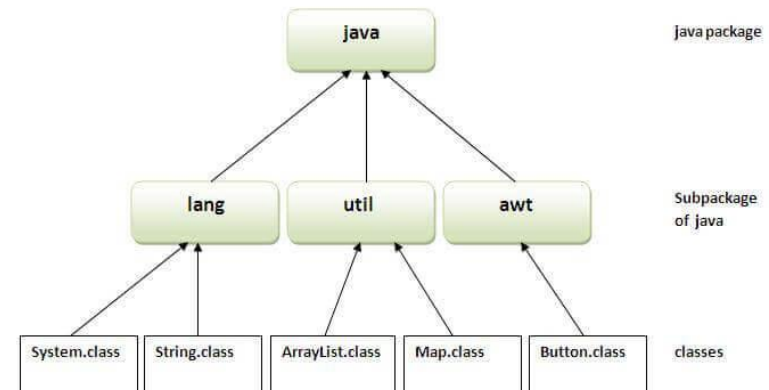 java
java package
lang
util
awt
Subpackage
of java
System.class
String.class
ArrayList.class
Map.class
Button.class
classes